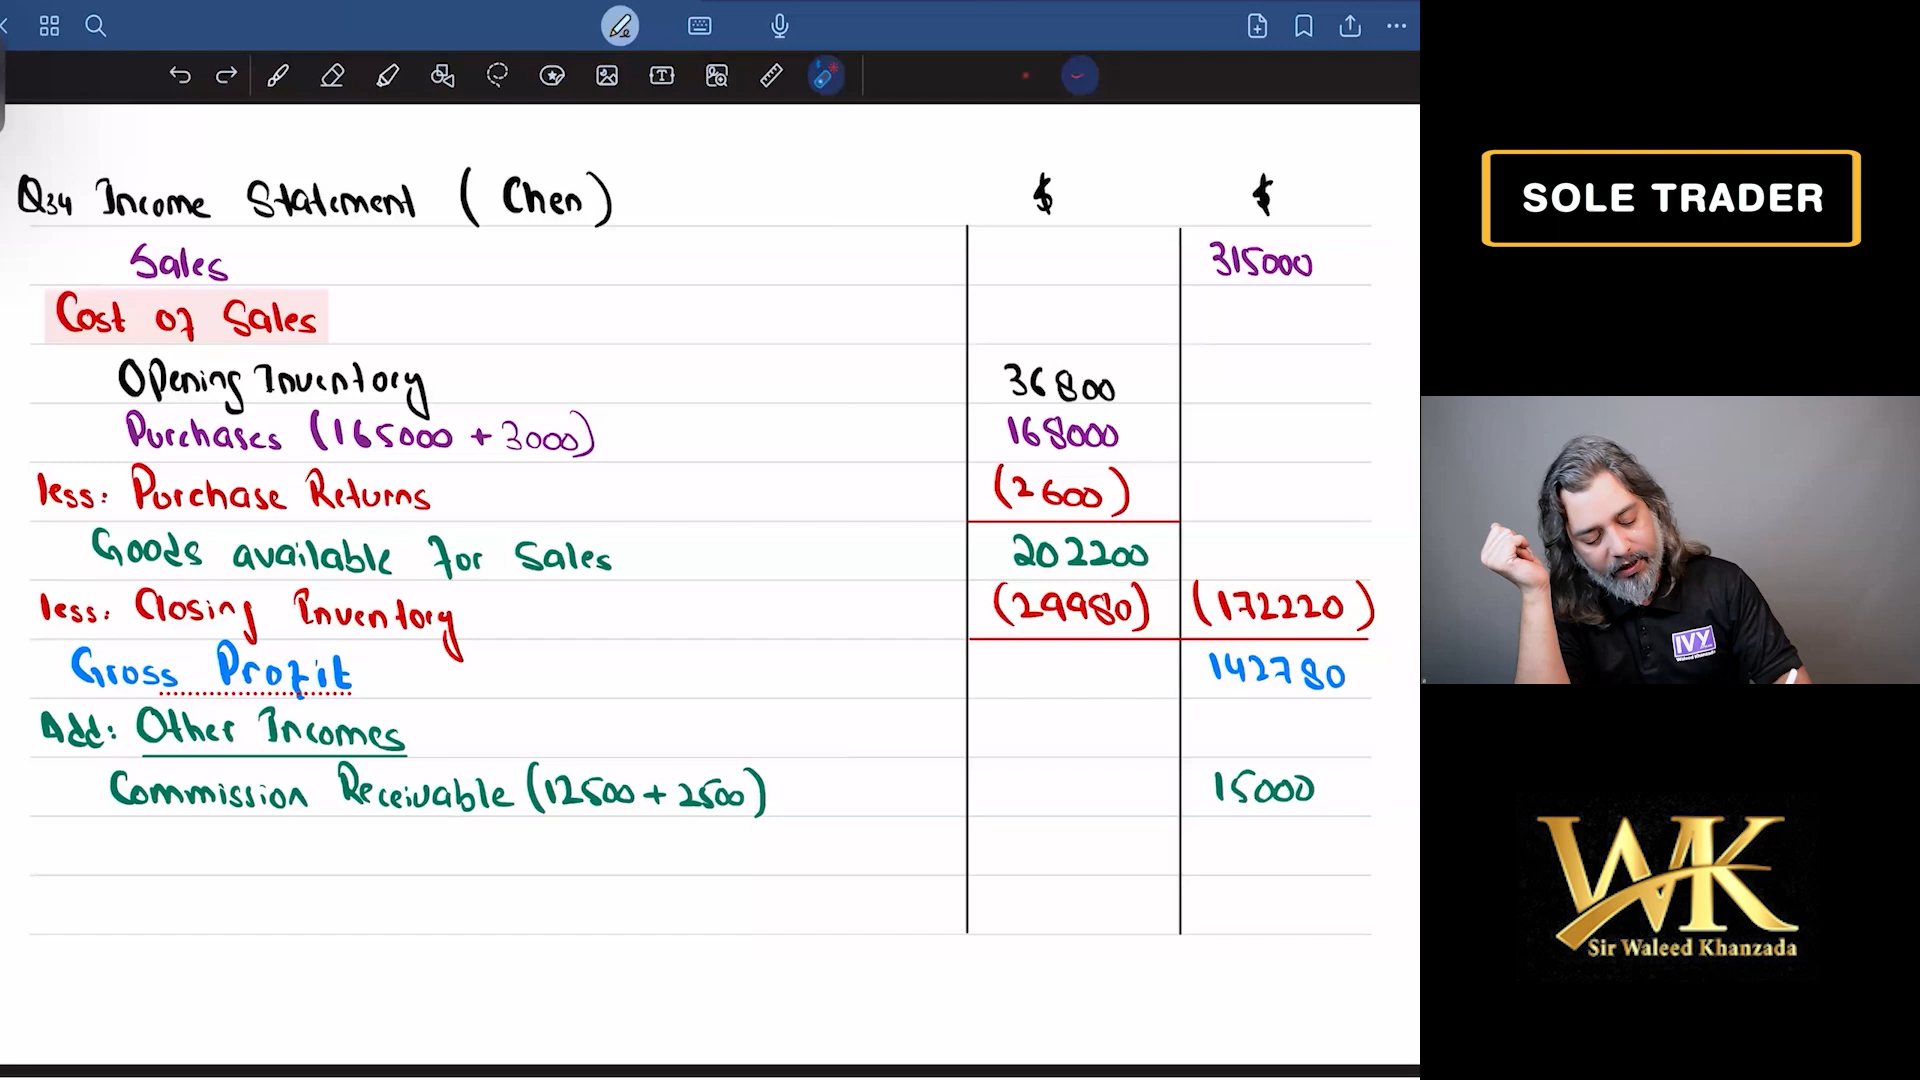 Q34 Income Statement (Chen) $ $
Sales 315000
Cost of Sales
Opening Inventory 36800
Purchases (165000 + 3000) 168000
less: Purchase Returns (2600)
Goods available for Sales 202200
less: Closing Inventory (29980) (172220)
Gross Profit 142780
Add: Other Incomes
Commission Receivable (12500 + 2500) 15000
SOLE TRADER
IVY
WK
Sir Waleed Khanzada